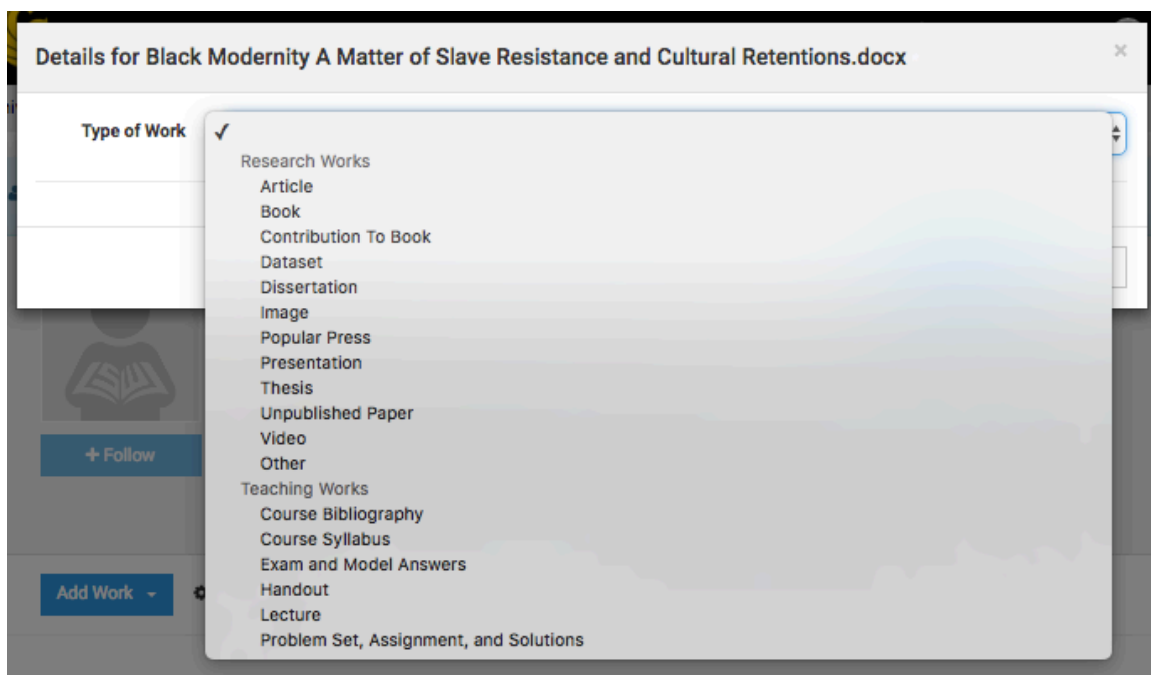 Details for Black Modernity A Matter of Slave Resistance and Cultural Retentions.docx ×
Type of Work ✓
Research Works
Article
Book
Contribution To Book
Dataset
Dissertation
Image
Popular Press
Presentation
Thesis
Unpublished Paper
Video
+ Follow
Other
Teaching Works
Course Bibliography
Course Syllabus
Exam and Model Answers
Add Work
Handout
Lecture
Problem Set, Assignment, and Solutions